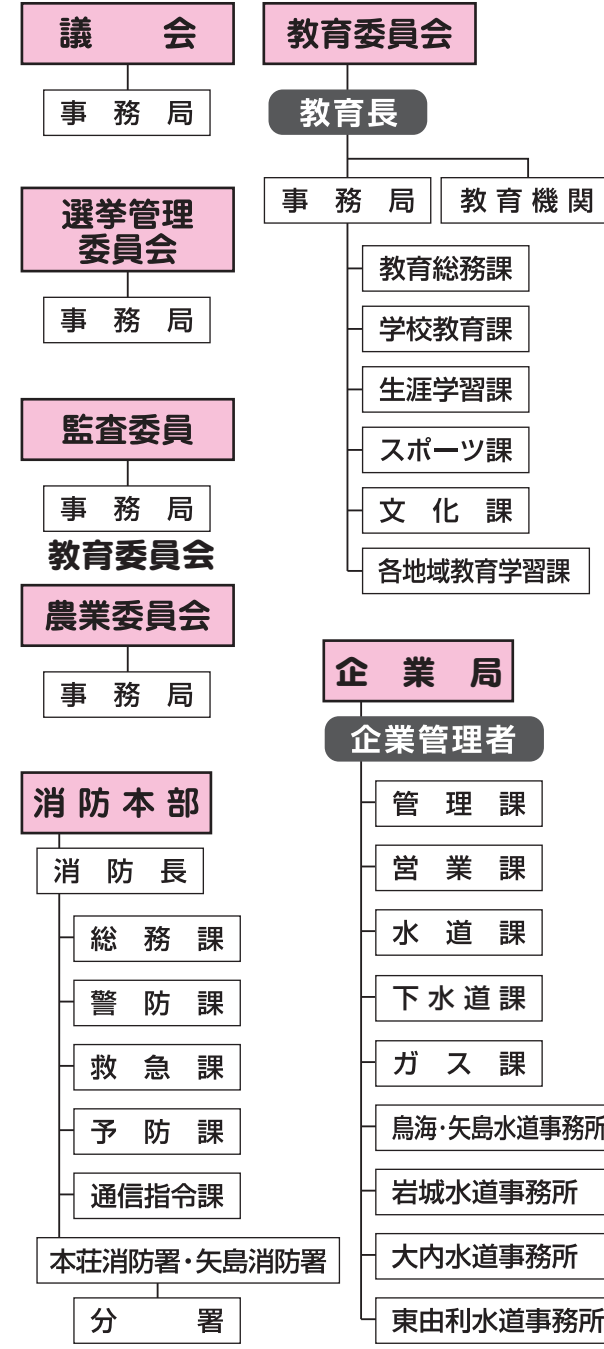 議会
事務局
選挙管理
委員会
事務局
監査委員
事務局
教育委員会
農業委員会
事務局
消防本部
消防長
総務課
警防課
救急課
予防課
通信指令課
本荘消防署・矢島消防署
分署
教育委員会
教育長
事務局
教育機関
教育総務課
学校教育課
生涯学習課
スポーツ課
文化課
各地域教育学習課
企業局
企業管理者
管理課
営業課
水道課
下水道課
ガス課
鳥海・矢島水道事務所
岩城水道事務所
大内水道事務所
東由利水道事務所